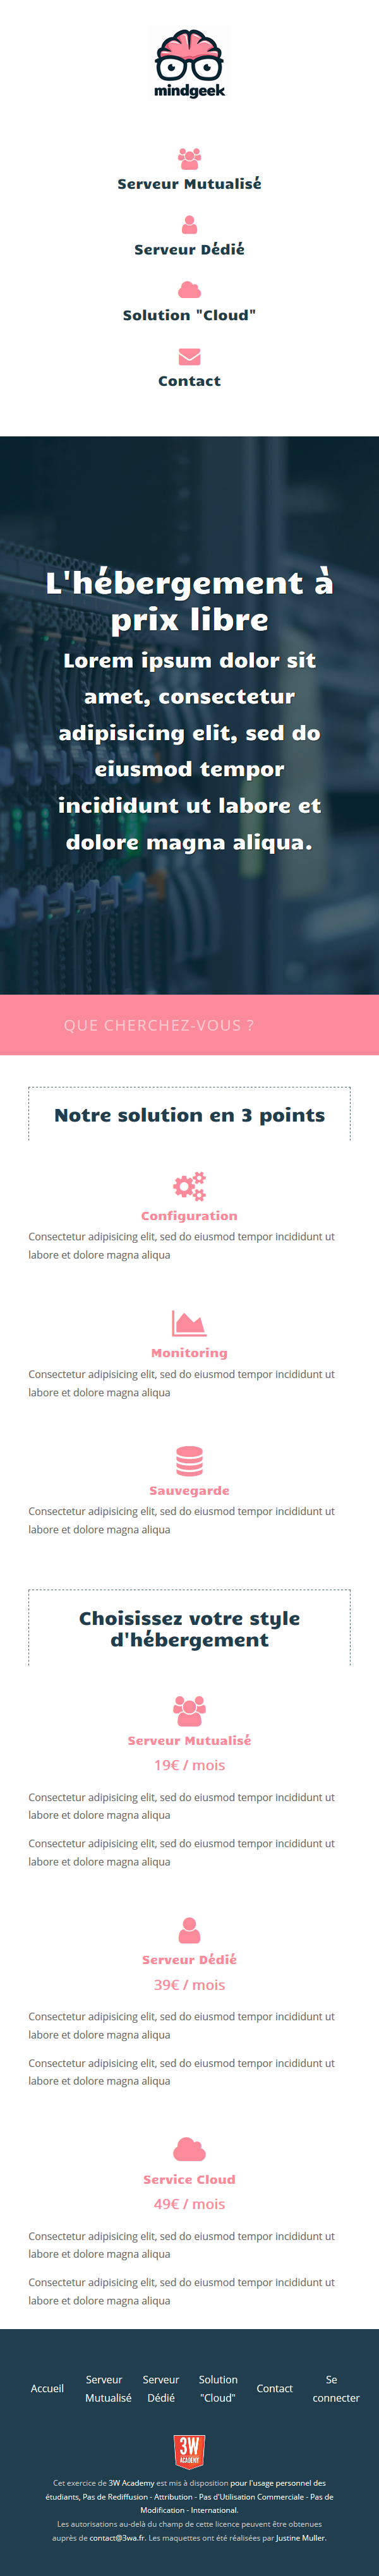 mindgeek
Serveur Mutualisé
Serveur Dédié
Solution "Cloud"
Contact
L'hébergement à
prix libre
Lorem ipsum dolor sit
amet, consectetur
adipisicing elit, sed do
eiusmod tempor
incididunt ut labore et
dolore magna aliqua.
QUE CHERCHEZ-VOUS ?
Notre solution en 3 points
Configuration
Consectetur adipisicing elit, sed do eiusmod tempor incididunt ut
labore et dolore magna aliqua
Monitoring
Consectetur adipisicing elit, sed do eiusmod tempor incididunt ut
labore et dolore magna aliqua
Sauvegarde
Consectetur adipisicing elit, sed do eiusmod tempor incididunt ut
labore et dolore magna aliqua
Choisissez votre style
d'hébergement
Serveur Mutualisé
19€ / mois
Consectetur adipisicing elit, sed do eiusmod tempor incididunt ut
labore et dolore magna aliqua
Consectetur adipisicing elit, sed do eiusmod tempor incididunt ut
labore et dolore magna aliqua
Serveur Dédié
39€ / mois
Consectetur adipisicing elit, sed do eiusmod tempor incididunt ut
labore et dolore magna aliqua
Consectetur adipisicing elit, sed do eiusmod tempor incididunt ut
labore et dolore magna aliqua
Service Cloud
49€ / mois
Consectetur adipisicing elit, sed do eiusmod tempor incididunt ut
labore et dolore magna aliqua
Consectetur adipisicing elit, sed do eiusmod tempor incididunt ut
labore et dolore magna aliqua
Accueil
Serveur
Mutualisé
Serveur
Dédié
Solution
"Cloud"
Contact
Se
connecter
3W
ACADEMY
Cet exercice de 3W Academy est mis à disposition pour l'usage personnel des
étudiants, Pas de Rediffusion - Attribution - Pas d'Utilisation Commerciale - Pas de
Modification - International.
Les autorisations au-delà du champ de cette licence peuvent être obtenues
auprès de contact@3wa.fr. Les maquettes ont été réalisées par Justine Muller.